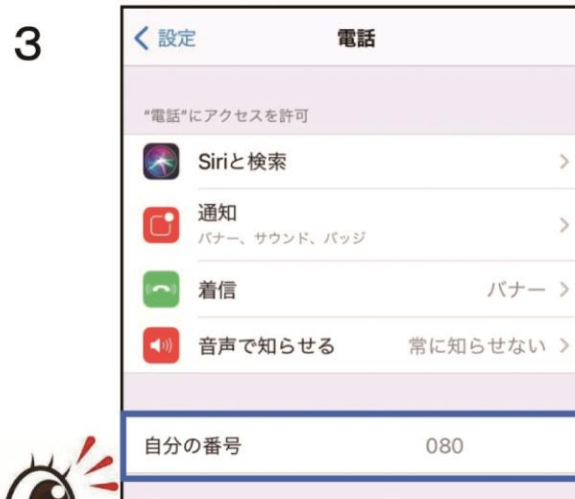 3
設定 電話
"電話"にアクセスを許可
Siriと検索
通知
バナー、サウンド、バッジ
着信 バナー
音声で知らせる 常に知らせない
自分の番号 080